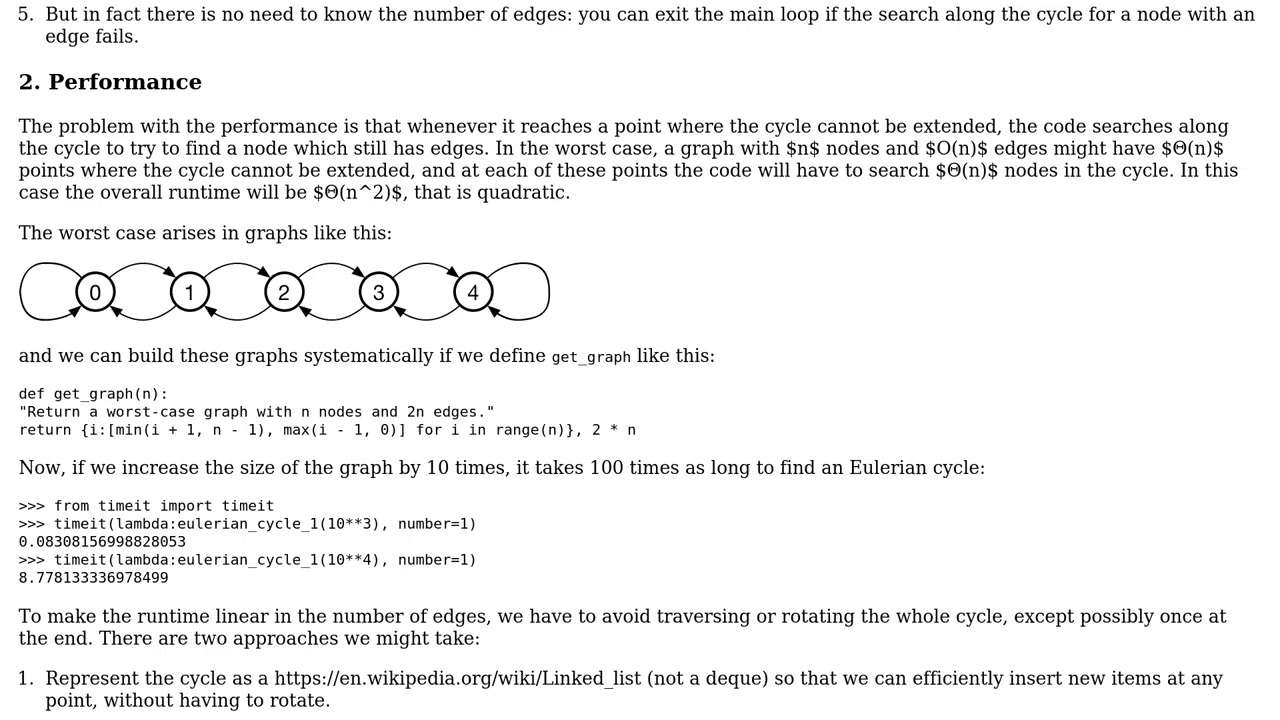 5. But in fact there is no need to know the number of edges: you can exit the main loop if the search along the cycle for a node with an
edge fails.
2. Performance
The problem with the performance is that whenever it reaches a point where the cycle cannot be extended, the code searches along
the cycle to try to find a node which still has edges. In the worst case, a graph with $n$ nodes and $O(n)$ edges might have $Θ(n)$
points where the cycle cannot be extended, and at each of these points the code will have to search $Θ(n)$ nodes in the cycle. In this
case the overall runtime will be $Θ(n^2)$, that is quadratic.
The worst case arises in graphs like this:
0 1 2 3 4
and we can build these graphs systematically if we define get_graph like this:
def get_graph(n):
"Return a worst-case graph with n nodes and 2n edges."
return {i:[min(i + 1, n - 1), max(i - 1, 0)] for i in range(n)}, 2 * n
Now, if we increase the size of the graph by 10 times, it takes 100 times as long to find an Eulerian cycle:
>>> from timeit import timeit
>>> timeit(lambda:eulerian_cycle_1(10**3), number=1)
0.08308156998828053
>>> timeit(lambda:eulerian_cycle_1(10**4), number=1)
8.778133336978499
To make the runtime linear in the number of edges, we have to avoid traversing or rotating the whole cycle, except possibly once at
the end. There are two approaches we might take:
1. Represent the cycle as a https://en.wikipedia.org/wiki/Linked_list (not a deque) so that we can efficiently insert new items at any
point, without having to rotate.